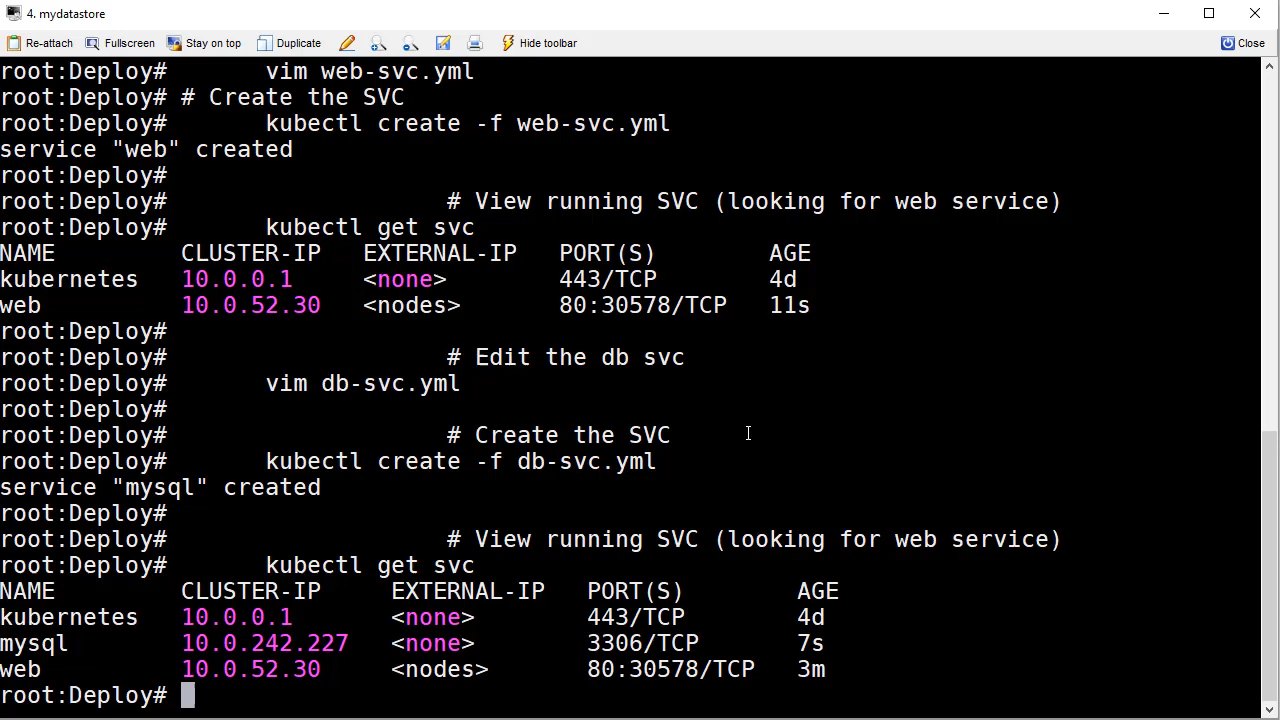 4. mydatastore
Re-attach Fullscreen Stay on top Duplicate Hide toolbar Close
root:Deploy#       vim web-svc.yml
root:Deploy# # Create the SVC
root:Deploy#       kubectl create -f web-svc.yml
service "web" created
root:Deploy#
root:Deploy#                    # View running SVC (looking for web service)
root:Deploy#       kubectl get svc
NAME         CLUSTER-IP   EXTERNAL-IP   PORT(S)        AGE
kubernetes   10.0.0.1     <none>        443/TCP        4d
web          10.0.52.30   <nodes>       80:30578/TCP   11s
root:Deploy#
root:Deploy#                    # Edit the db svc
root:Deploy#       vim db-svc.yml
root:Deploy#
root:Deploy#                    # Create the SVC
root:Deploy#       kubectl create -f db-svc.yml
service "mysql" created
root:Deploy#
root:Deploy#                    # View running SVC (looking for web service)
root:Deploy#       kubectl get svc
NAME         CLUSTER-IP     EXTERNAL-IP   PORT(S)        AGE
kubernetes   10.0.0.1       <none>        443/TCP        4d
mysql        10.0.242.227   <none>        3306/TCP       7s
web          10.0.52.30     <nodes>       80:30578/TCP   3m
root:Deploy#